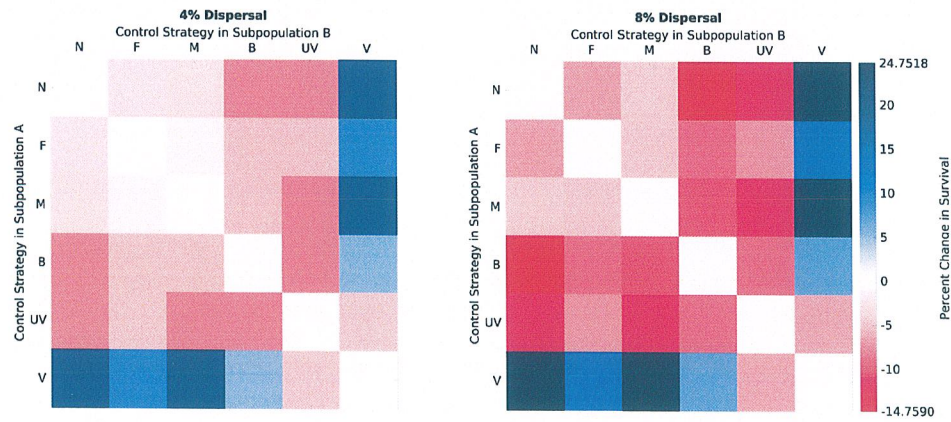 4% Dispersal
Control Strategy in Subpopulation B
N F M B UV V
Control Strategy in Subpopulation A
N
F
M
B
UV
V
8% Dispersal
Control Strategy in Subpopulation B
N F M B UV V
Control Strategy in Subpopulation A
N
F
M
B
UV
V
24.7518
20
15
10
5
0
-5
-10
-14.7590
Percent Change in Survival